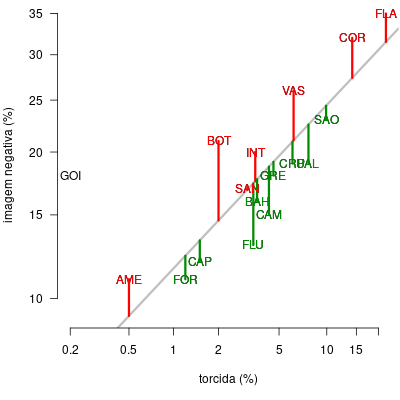 35
30
25
20
15
10
imagem negativa (%)
FLA
COR
VAS
SAO
BOT
INT
CRU
PAL
GOI
GRE
SAN
BAH
CAM
FLU
CAP
AME
FOR
0.2
0.5
1
2
5
10
15
torcida (%)